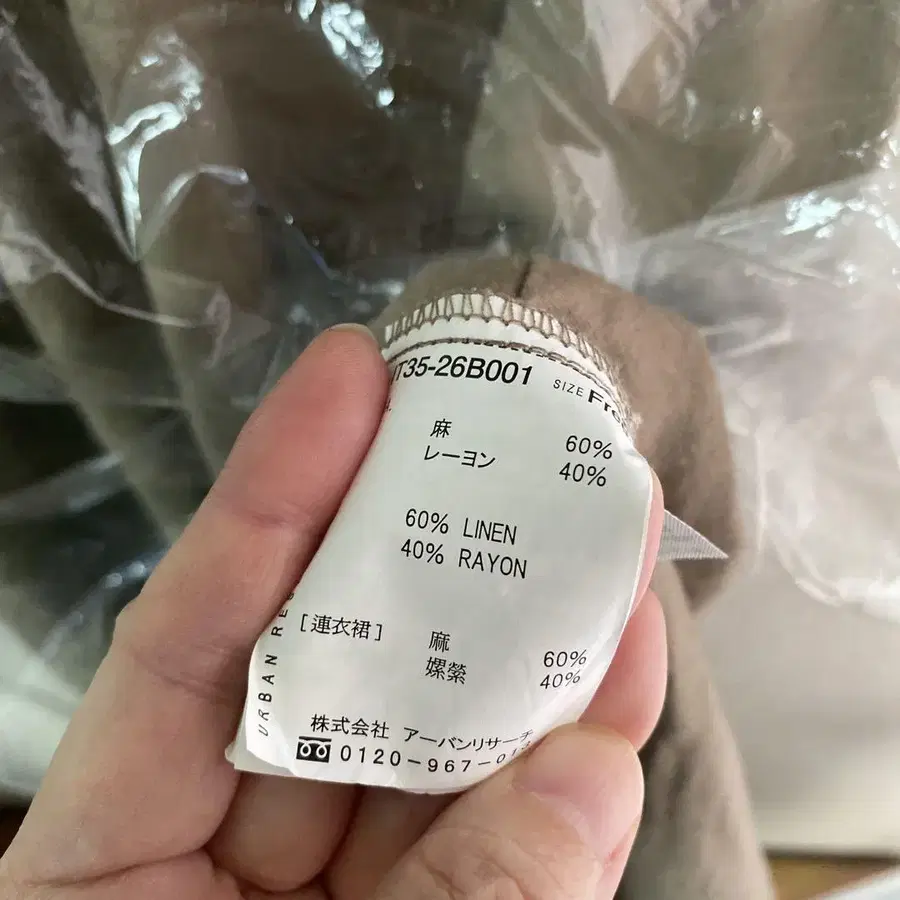 T35-26B001 SIZE Fre
麻 60%
レーヨン 40%
60% LINEN
40% RAYON
[連衣裙] 麻 60%
嫘縈 40%
URBAN RES
株式会社 アーバンリサーチ
0120-967-01